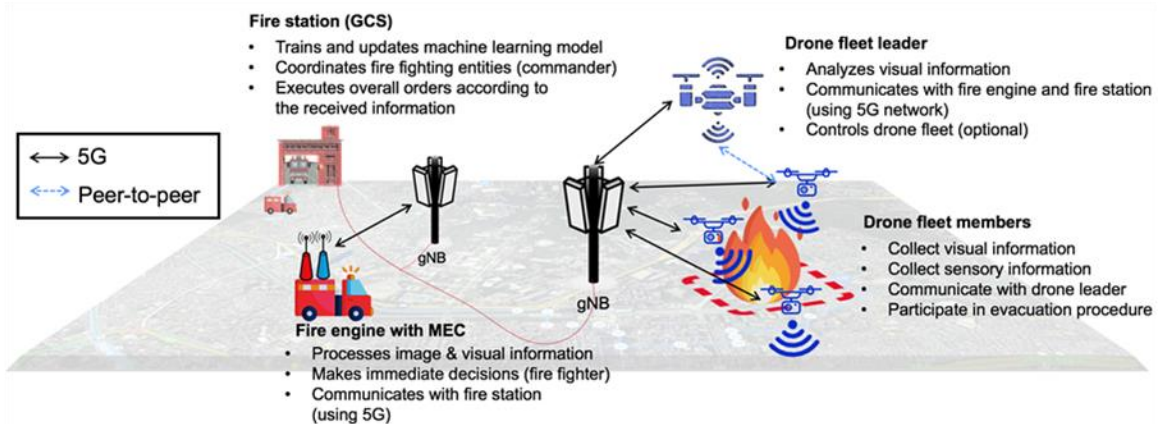 Fire station (GCS)
• Trains and updates machine learning model
• Coordinates fire fighting entities (commander)
• Executes overall orders according to
the received information
Drone fleet leader
• Analyzes visual information
• Communicates with fire engine and fire station
(using 5G network)
• Controls drone fleet (optional)
5G
Peer-to-peer
gNB
gNB
Drone fleet members
• Collect visual information
• Collect sensory information
• Communicate with drone leader
• Participate in evacuation procedure
Fire engine with MEC
• Processes image & visual information
• Makes immediate decisions (fire fighter)
• Communicates with fire station
(using 5G)